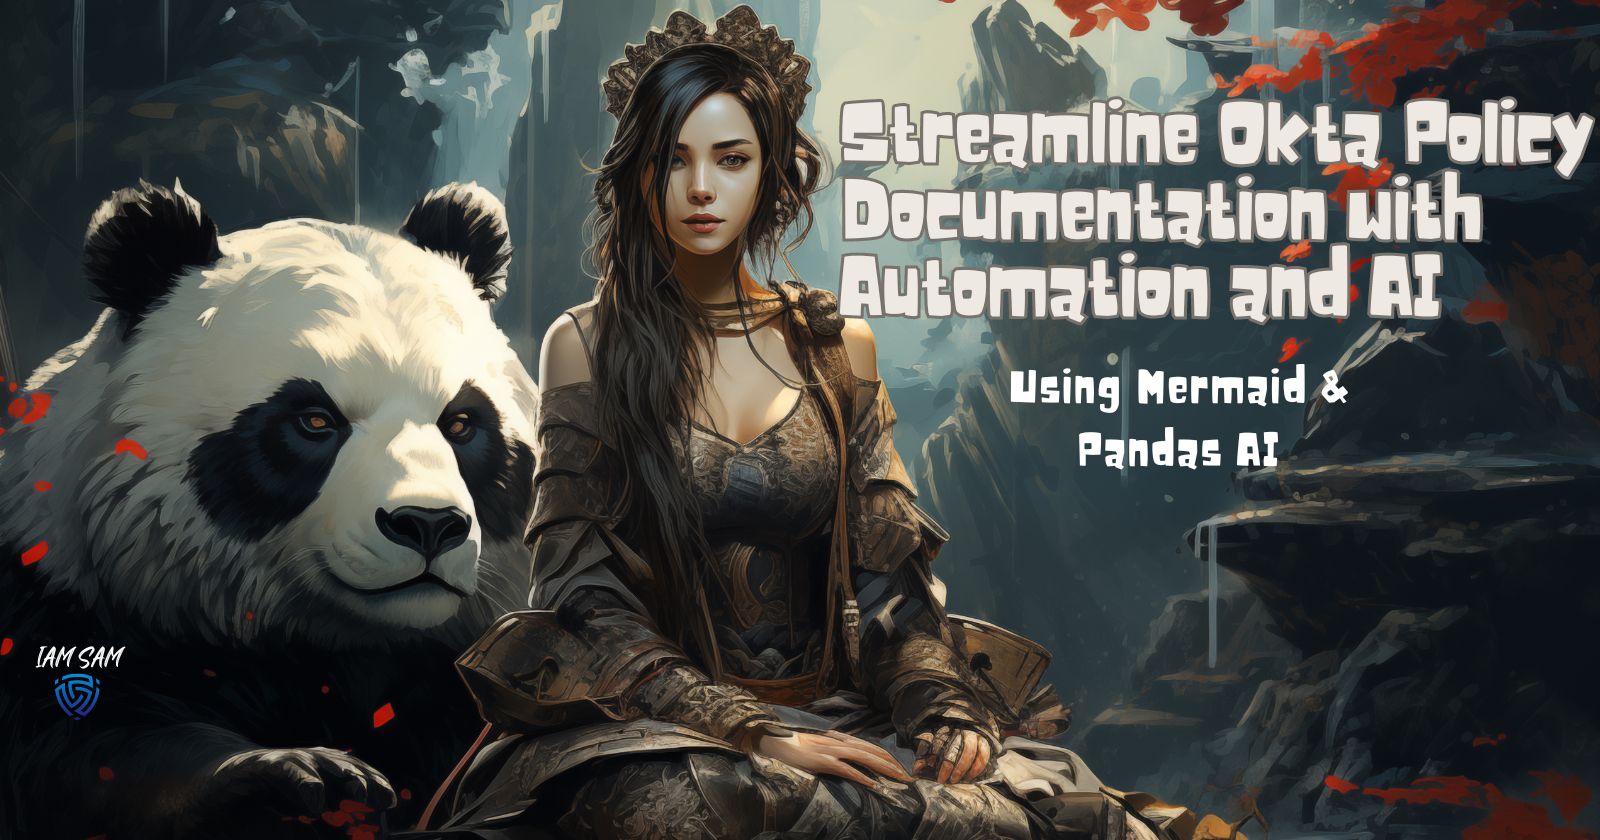 Streamline Okta Policy
Documentation with
Automation and AI
Using Mermaid &
Pandas AI
IAM SAM